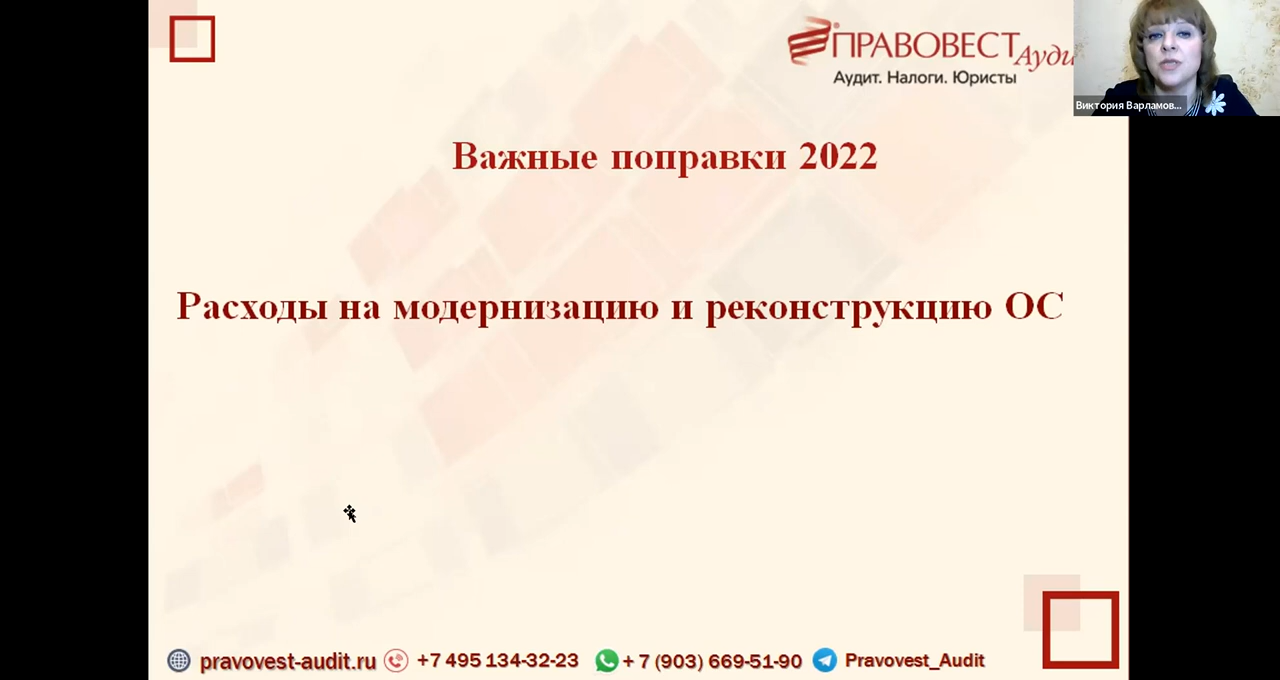 ПРАВОВЕСТ Ауди
Аудит. Налоги. Юристы
Виктория Варламов...
Важные поправки 2022
Расходы на модернизацию и реконструкцию ОС
pravovest-audit.ru +7 495 134-32-23 + 7 (903) 669-51-90 Pravovest_Audit